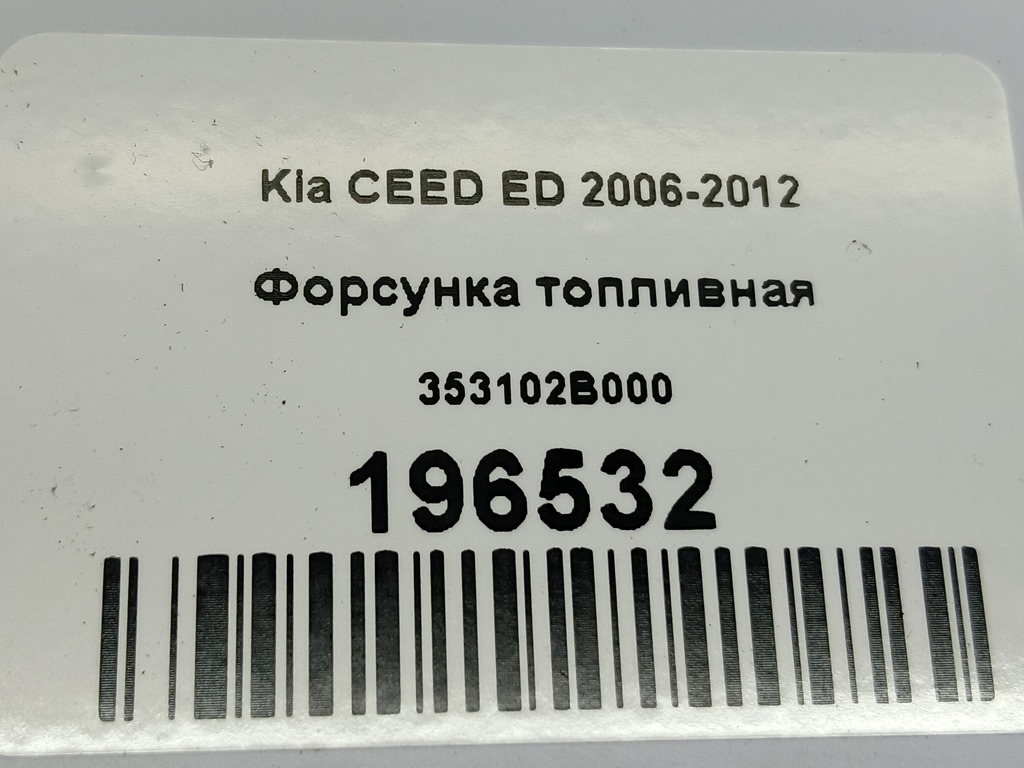 Kia CEED ED 2006-2012
Форсунка топливная
353102B000
196532